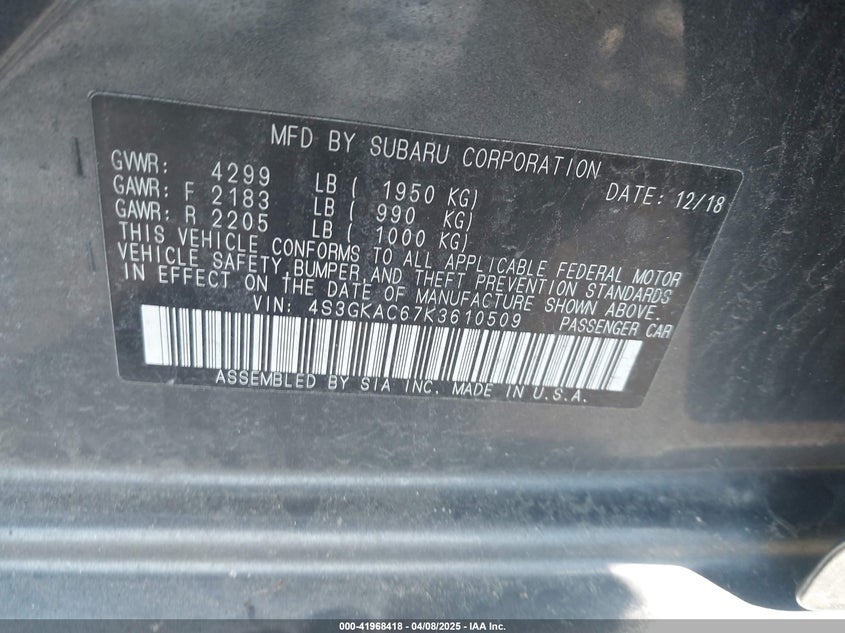 MFD BY SUBARU CORPORATION
GVWR: 4299 LB ( 1950 KG) DATE: 12/18
GAWR: F 2183 LB ( 990 KG)
GAWR: R 2205 LB ( 1000 KG)
THIS VEHICLE CONFORMS TO ALL APPLICABLE FEDERAL MOTOR
VEHICLE SAFETY,BUMPER,AND THEFT PREVENTION STANDARDS
IN EFFECT ON THE DATE OF MANUFACTURE SHOWN ABOVE.
VIN: 4S3GKAC67K3610509 PASSENGER CAR
ASSEMBLED BY SIA INC. MADE IN U.S.A.
000-41968418 - 04/08/2025 - IAA Inc.